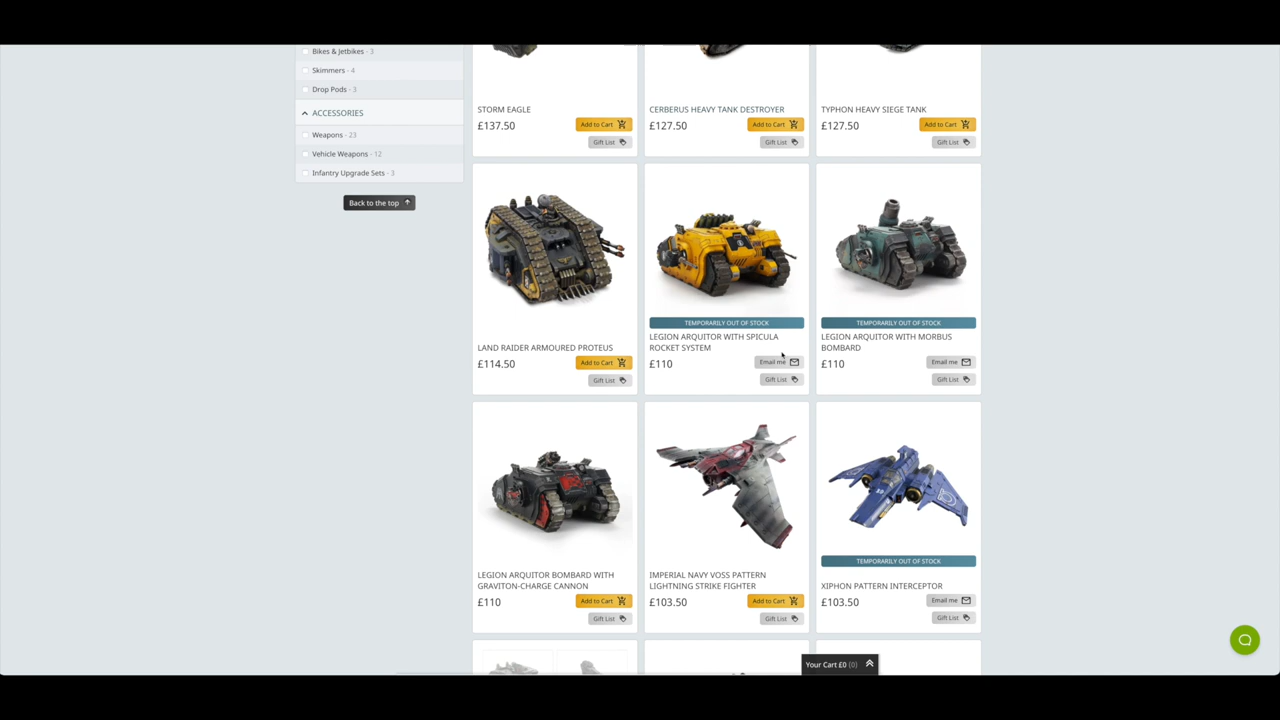 Bikes & Jetbikes - 3
Skimmers - 4
Drop Pods - 3
ACCESSORIES
Weapons - 23
Vehicle Weapons - 12
Infantry Upgrade Sets - 3
Back to the top
STORM EAGLE
£137.50
Add to Cart
Gift List
CERBERUS HEAVY TANK DESTROYER
£127.50
Add to Cart
Gift List
TYPHON HEAVY SIEGE TANK
£127.50
Add to Cart
Gift List
LAND RAIDER ARMOURED PROTEUS
£114.50
Add to Cart
Gift List
TEMPORARILY OUT OF STOCK
LEGION ARQUITOR WITH SPICULA
ROCKET SYSTEM
£110
Email me
Gift List
TEMPORARILY OUT OF STOCK
LEGION ARQUITOR WITH MORBUS
BOMBARD
£110
Email me
Gift List
LEGION ARQUITOR BOMBARD WITH
GRAVITON-CHARGE CANNON
£110
Add to Cart
Gift List
IMPERIAL NAVY VOSS PATTERN
LIGHTNING STRIKE FIGHTER
£103.50
Add to Cart
Gift List
TEMPORARILY OUT OF STOCK
XIPHON PATTERN INTERCEPTOR
£103.50
Email me
Gift List
Your Cart £0 (0)